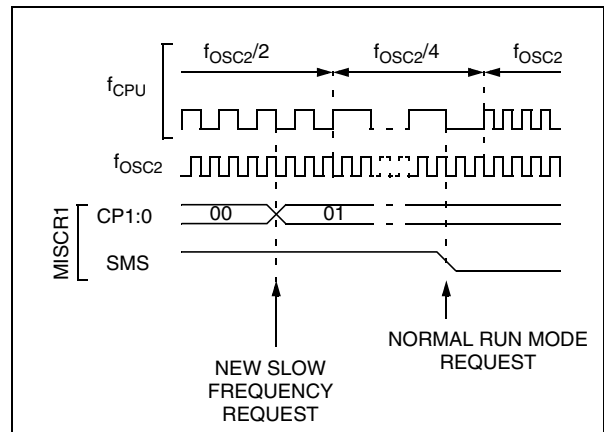 fOSC2/2
fOSC2/4
fOSC2
fCPU
fOSC2
MISCR1
CP1:0
00
01
SMS
NEW SLOW
FREQUENCY
REQUEST
NORMAL RUN MODE
REQUEST